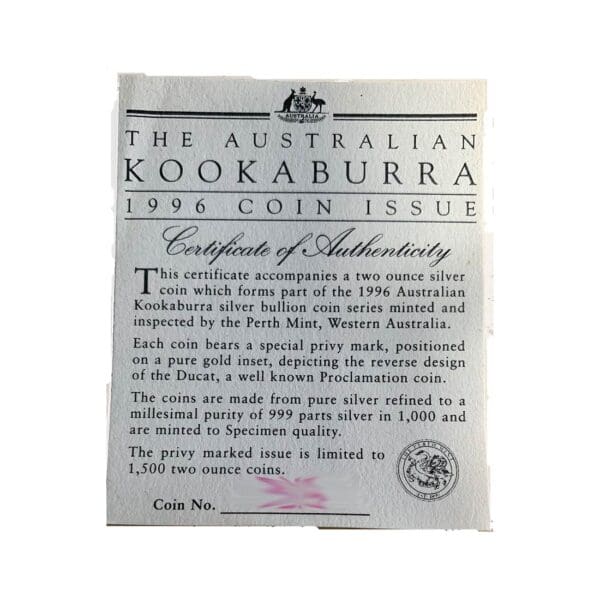 AUSTRALIA
THE AUSTRALIAN
KOOKABURRA
1996 COIN ISSUE
Certificate of Authenticity
This certificate accompanies a two ounce silver
coin which forms part of the 1996 Australian
Kookaburra silver bullion coin series minted and
inspected by the Perth Mint, Western Australia.
Each coin bears a special privy mark, positioned
on a pure gold inset, depicting the reverse design
of the Ducat, a well known Proclamation coin.
The coins are made from pure silver refined to a
millesimal purity of 999 parts silver in 1,000 and
are minted to Specimen quality.
The privy marked issue is limited to
1,500 two ounce coins.
THE PERTH MINT
Coin No.